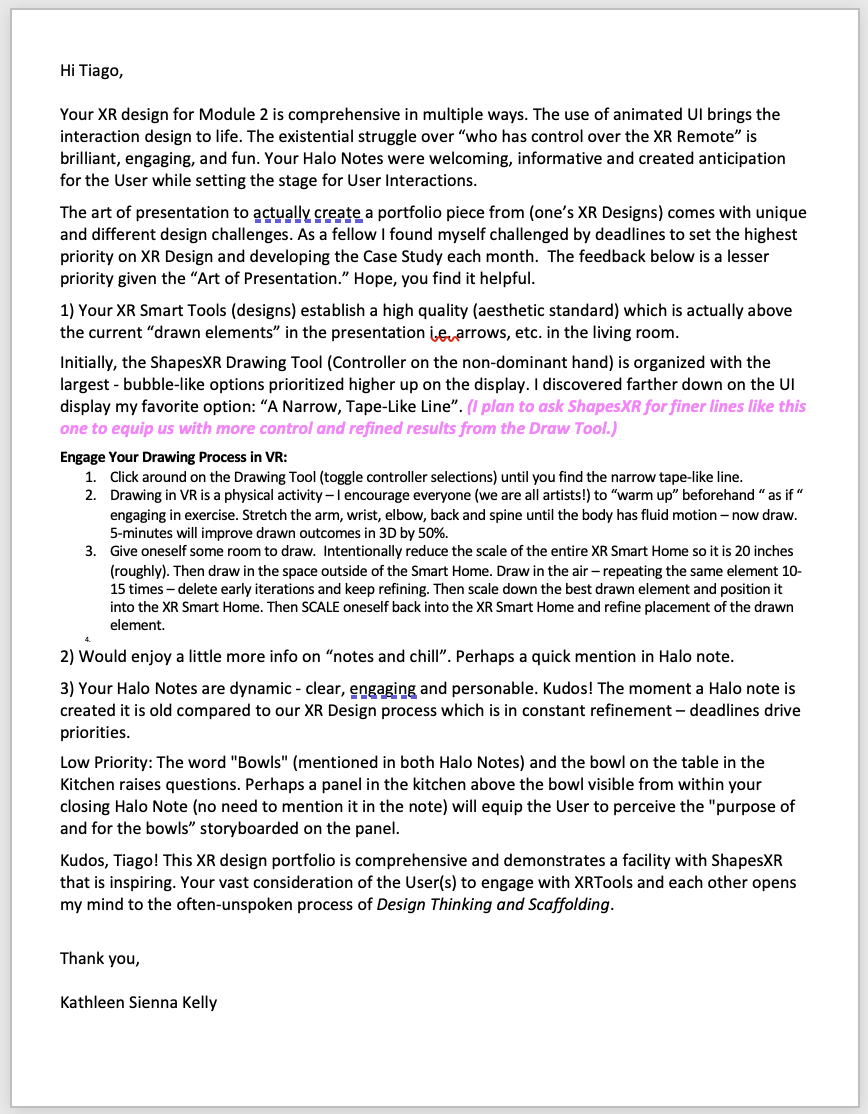 Hi Tiago,
Your XR design for Module 2 is comprehensive in multiple ways. The use of animated UI brings the
interaction design to life. The existential struggle over “who has control over the XR Remote” is
brilliant, engaging, and fun. Your Halo Notes were welcoming, informative and created anticipation
for the User while setting the stage for User Interactions.
The art of presentation to actually create a portfolio piece from (one’s XR Designs) comes with unique
and different design challenges. As a fellow I found myself challenged by deadlines to set the highest
priority on XR Design and developing the Case Study each month.  The feedback below is a lesser
priority given the “Art of Presentation.” Hope, you find it helpful.
1) Your XR Smart Tools (designs) establish a high quality (aesthetic standard) which is actually above
the current “drawn elements” in the presentation i.e. arrows, etc. in the living room.
Initially, the ShapesXR Drawing Tool (Controller on the non-dominant hand) is organized with the
largest - bubble-like options prioritized higher up on the display. I discovered farther down on the UI
display my favorite option: “A Narrow, Tape-Like Line”. (I plan to ask ShapesXR for finer lines like this
one to equip us with more control and refined results from the Draw Tool.)
Engage Your Drawing Process in VR:
1. Click around on the Drawing Tool (toggle controller selections) until you find the narrow tape-like line.
2. Drawing in VR is a physical activity – I encourage everyone (we are all artists!) to “warm up” beforehand “ as if “
engaging in exercise. Stretch the arm, wrist, elbow, back and spine until the body has fluid motion – now draw.
5-minutes will improve drawn outcomes in 3D by 50%.
3. Give oneself some room to draw.  Intentionally reduce the scale of the entire XR Smart Home so it is 20 inches
(roughly). Then draw in the space outside of the Smart Home. Draw in the air – repeating the same element 10-
15 times – delete early iterations and keep refining. Then scale down the best drawn element and position it
into the XR Smart Home. Then SCALE oneself back into the XR Smart Home and refine placement of the drawn
element.
4.
2) Would enjoy a little more info on “notes and chill”. Perhaps a quick mention in Halo note.
3) Your Halo Notes are dynamic - clear, engaging and personable. Kudos! The moment a Halo note is
created it is old compared to our XR Design process which is in constant refinement – deadlines drive
priorities.
Low Priority: The word "Bowls" (mentioned in both Halo Notes) and the bowl on the table in the
Kitchen raises questions. Perhaps a panel in the kitchen above the bowl visible from within your
closing Halo Note (no need to mention it in the note) will equip the User to perceive the "purpose of
and for the bowls” storyboarded on the panel.
Kudos, Tiago! This XR design portfolio is comprehensive and demonstrates a facility with ShapesXR
that is inspiring. Your vast consideration of the User(s) to engage with XRTools and each other opens
my mind to the often-unspoken process of Design Thinking and Scaffolding.
Thank you,
Kathleen Sienna Kelly